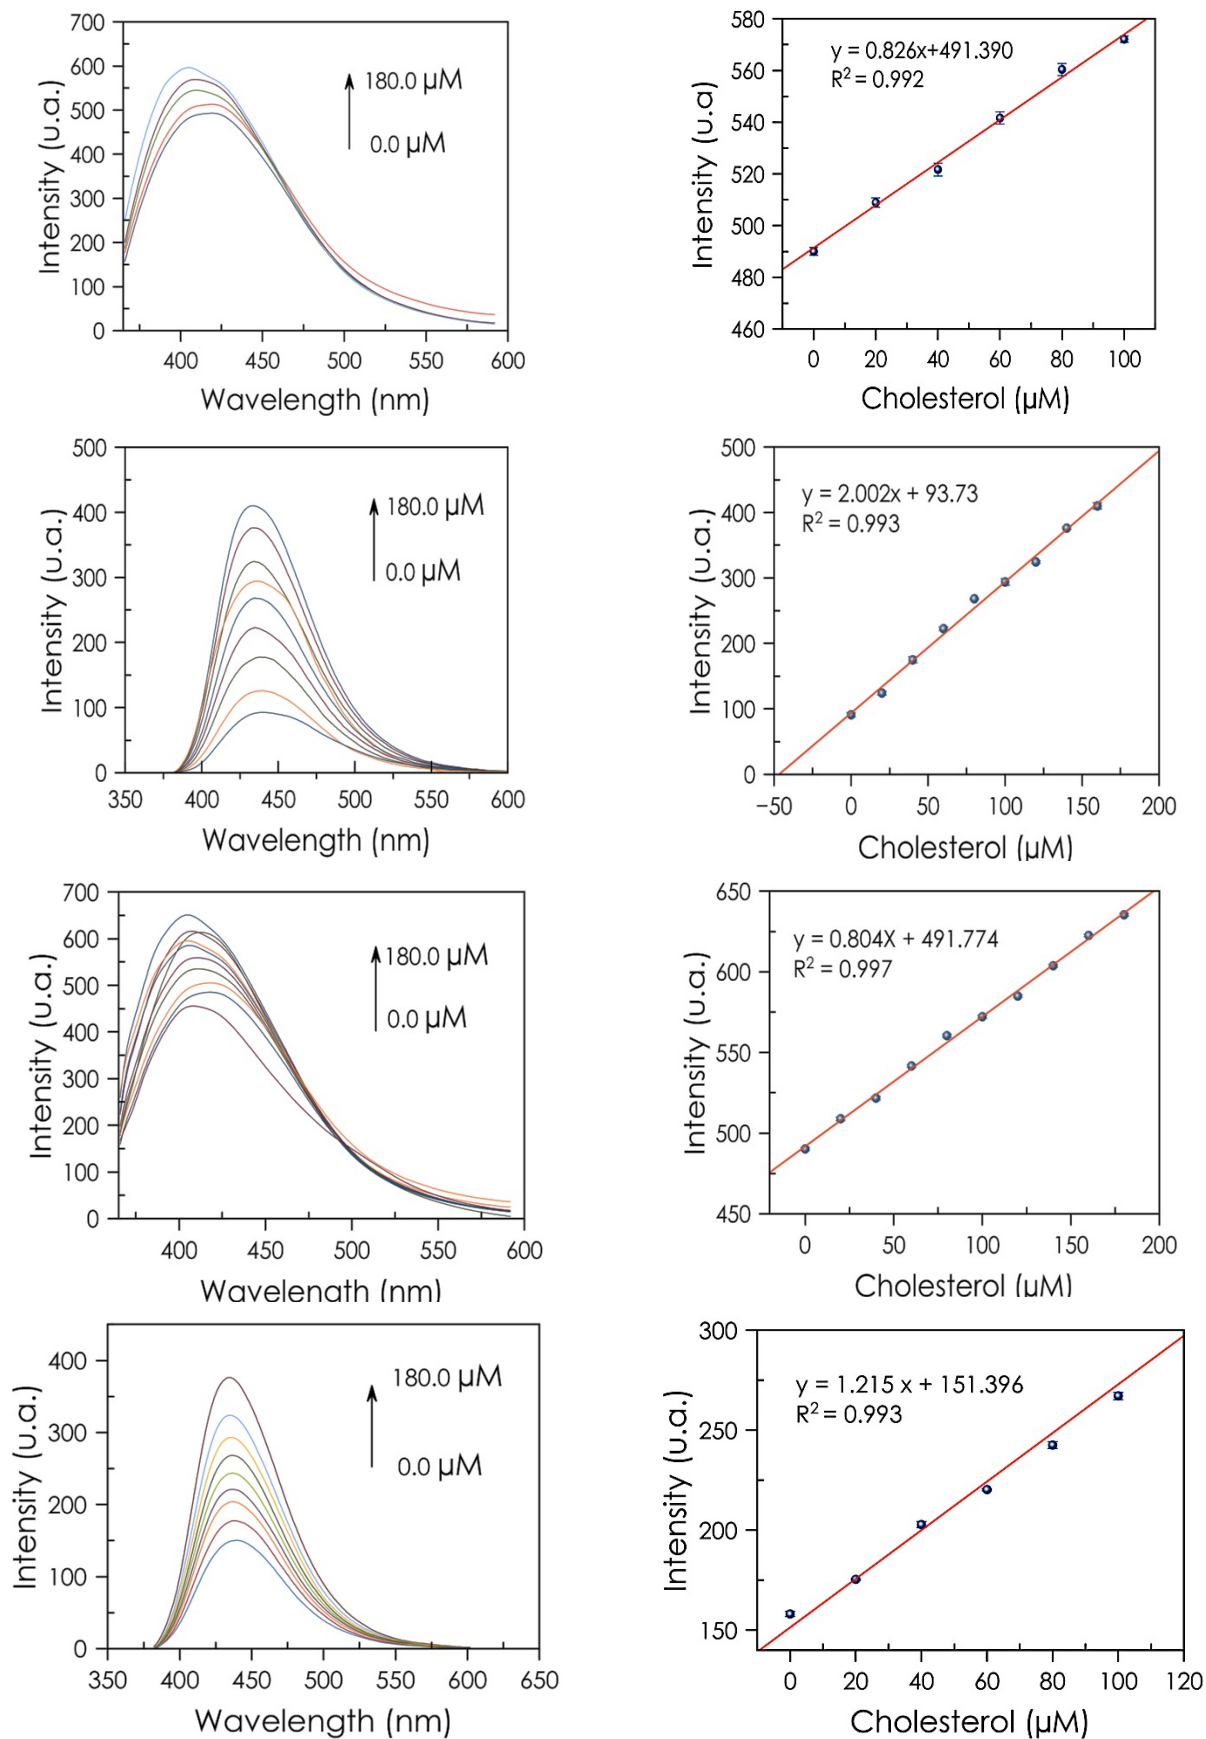 700
600
500
400
300
200
100
0
Intensity (u.a.)
180.0 µM
0.0 µM
400 450 500 550 600
Wavelength (nm)
580
560
540
520
500
480
460
Intensity (u.a)
y = 0.826x+491.390
R² = 0.992
0 20 40 60 80 100
Cholesterol (µM)
500
400
300
200
100
0
Intensity (u.a.)
180.0 µM
0.0 µM
350 400 450 500 550 600
Wavelength (nm)
500
400
300
200
100
0
Intensity (u.a.)
y = 2.002x + 93.73
R² = 0.993
−50 0 50 100 150 200
Cholesterol (µM)
700
600
500
400
300
200
100
0
Intensity (u.a.)
180.0 µM
0.0 µM
400 450 500 550 600
Wavelength (nm)
650
600
550
500
450
Intensity (u.a.)
y = 0.804X + 491.774
R² = 0.997
0 50 100 150 200
Cholesterol (µM)
400
300
200
100
0
Intensity (u.a.)
180.0 µM
0.0 µM
350 400 450 500 550 600 650
Wavelength (nm)
300
250
200
150
Intensity (u.a.)
y = 1.215 x + 151.396
R² = 0.993
0 20 40 60 80 100 120
Cholesterol (µM)